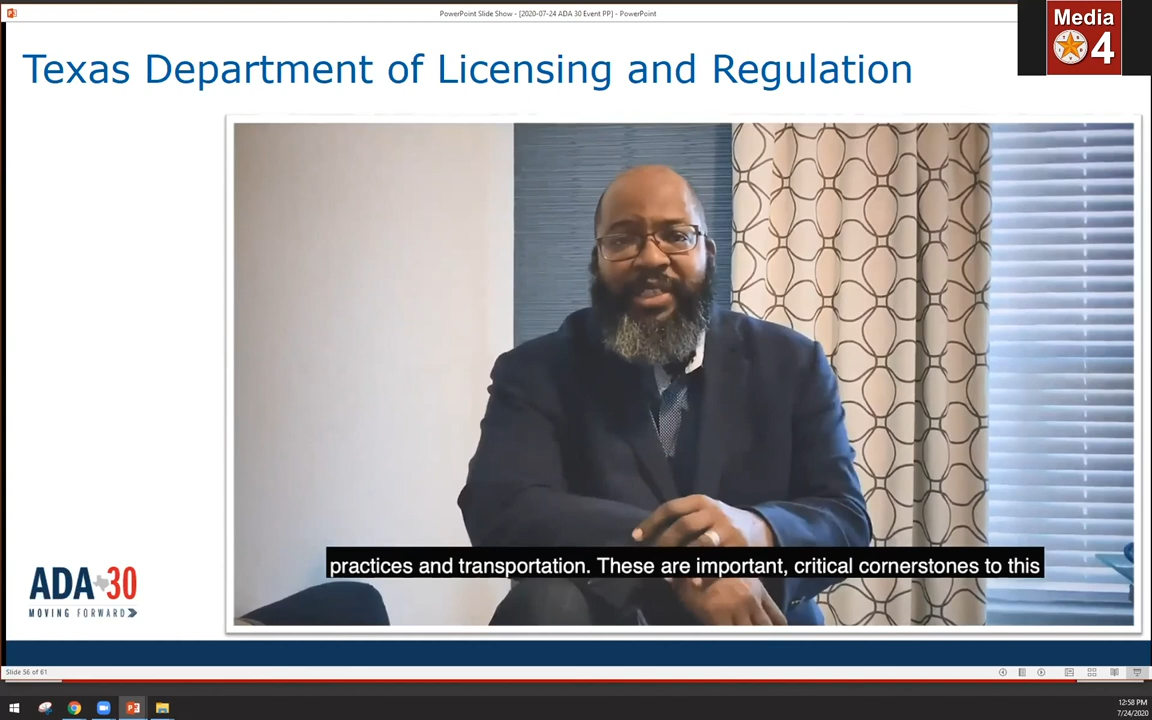 PowerPoint Slide Show - [2020-07-24 ADA 30 Event PP] - PowerPoint
Media
4
Texas Department of Licensing and Regulation
practices and transportation. These are important, critical cornerstones to this
ADA 30
MOVING FORWARD
Slide 56 of 61
12:58 PM
7/24/2020